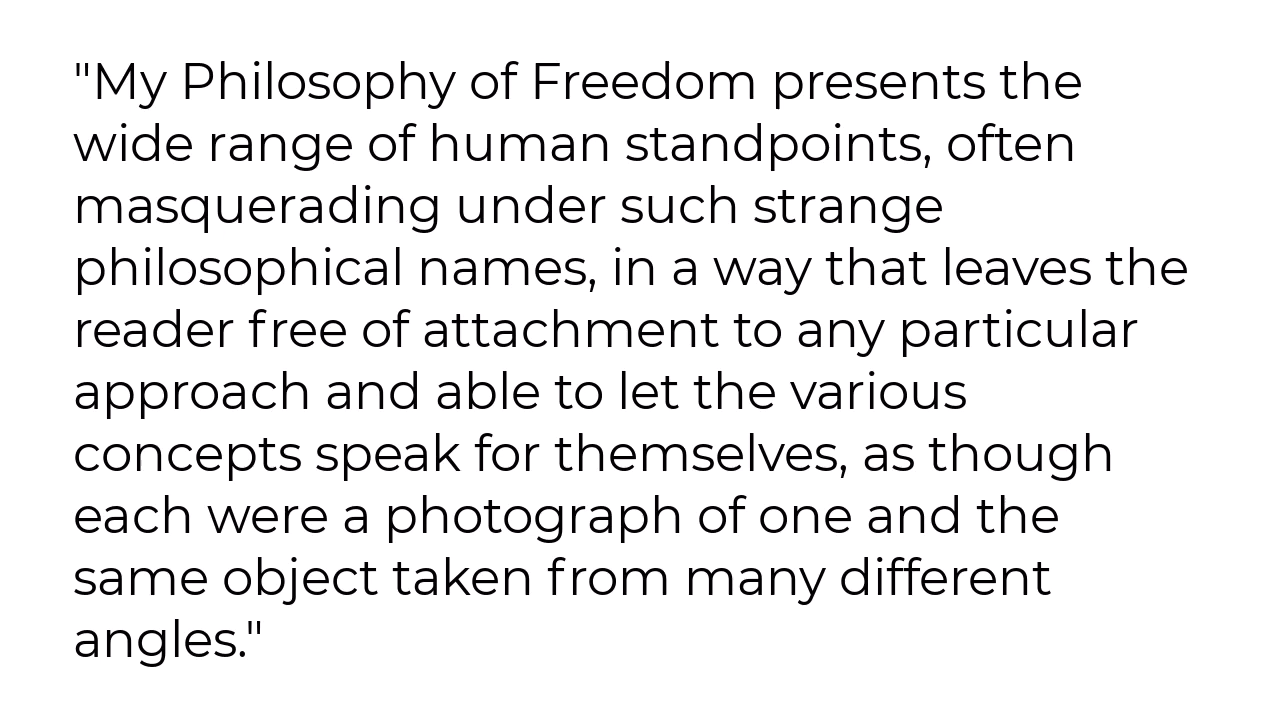 "My Philosophy of Freedom presents the
wide range of human standpoints, often
masquerading under such strange
philosophical names, in a way that leaves the
reader free of attachment to any particular
approach and able to let the various
concepts speak for themselves, as though
each were a photograph of one and the
same object taken from many different
angles."